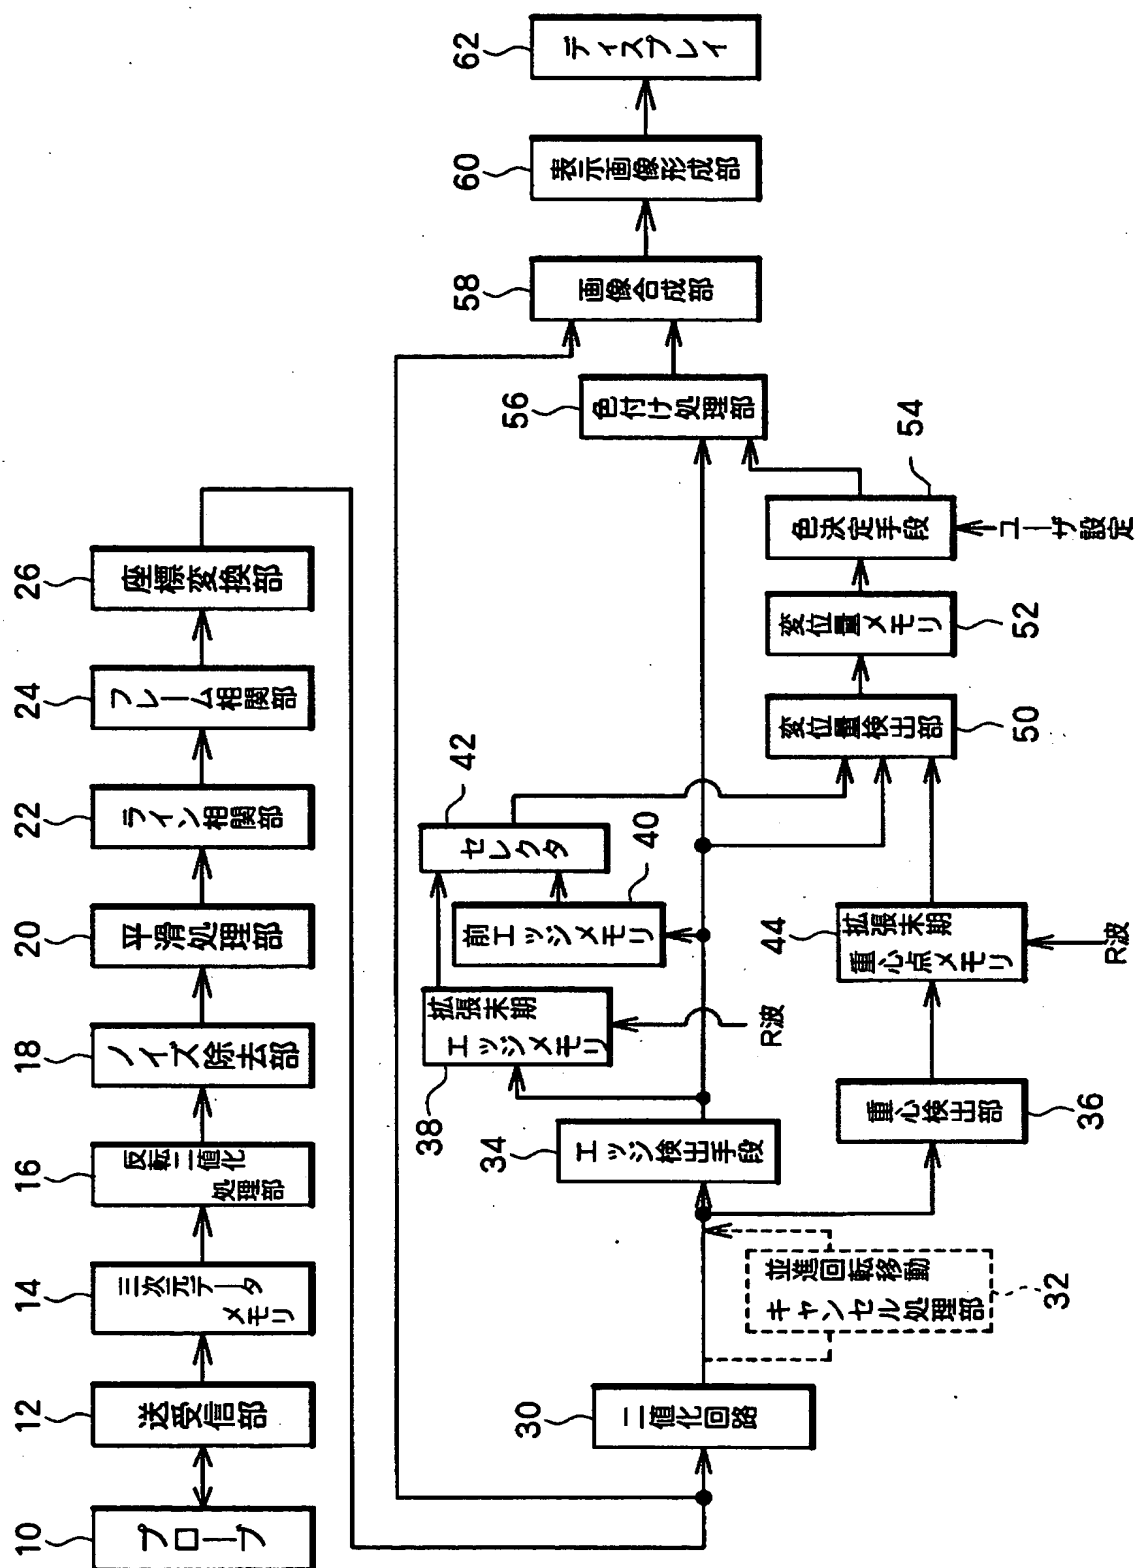 10
プローブ
12
送受信部
14
三次元データ
メモリ
16
反転二値化
処理部
18
ノイズ除去部
20
平滑処理部
22
ライン相関部
24
フレーム相関部
26
座標変換部
30
二値化回路
並進回転移動
キャンセル処理部
32
34
エッジ検出手段
重心検出部
36
38
拡張末期
エッジメモリ
R波
前エッジメモリ
40
セレクタ
42
44
拡張末期
重心点メモリ
R波
変位量検出部
50
変位量メモリ
52
色決定手段
54
ユーザ設定
56
色付け処理部
58
画像合成部
60
表示画像形成部
62
ディスプレイ